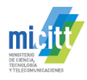 micitt
MINISTERIO
DE CIENCIA,
TECNOLOGÍA
Y TELECOMUNICACIONES